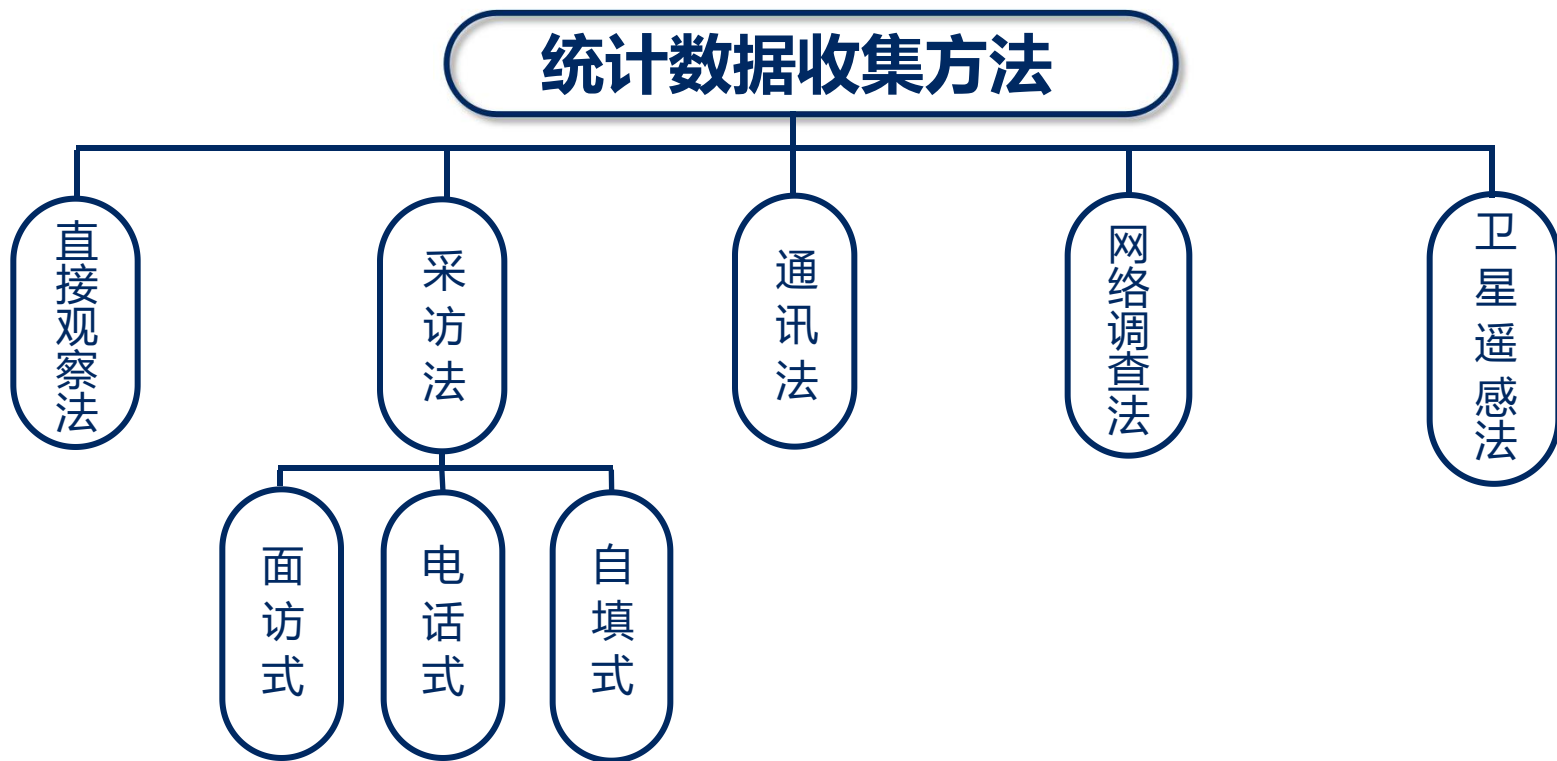 统计数据收集方法
直接观察法
采访法
通讯法
网络调查法
卫星遥感法
面访式
电话式
自填式